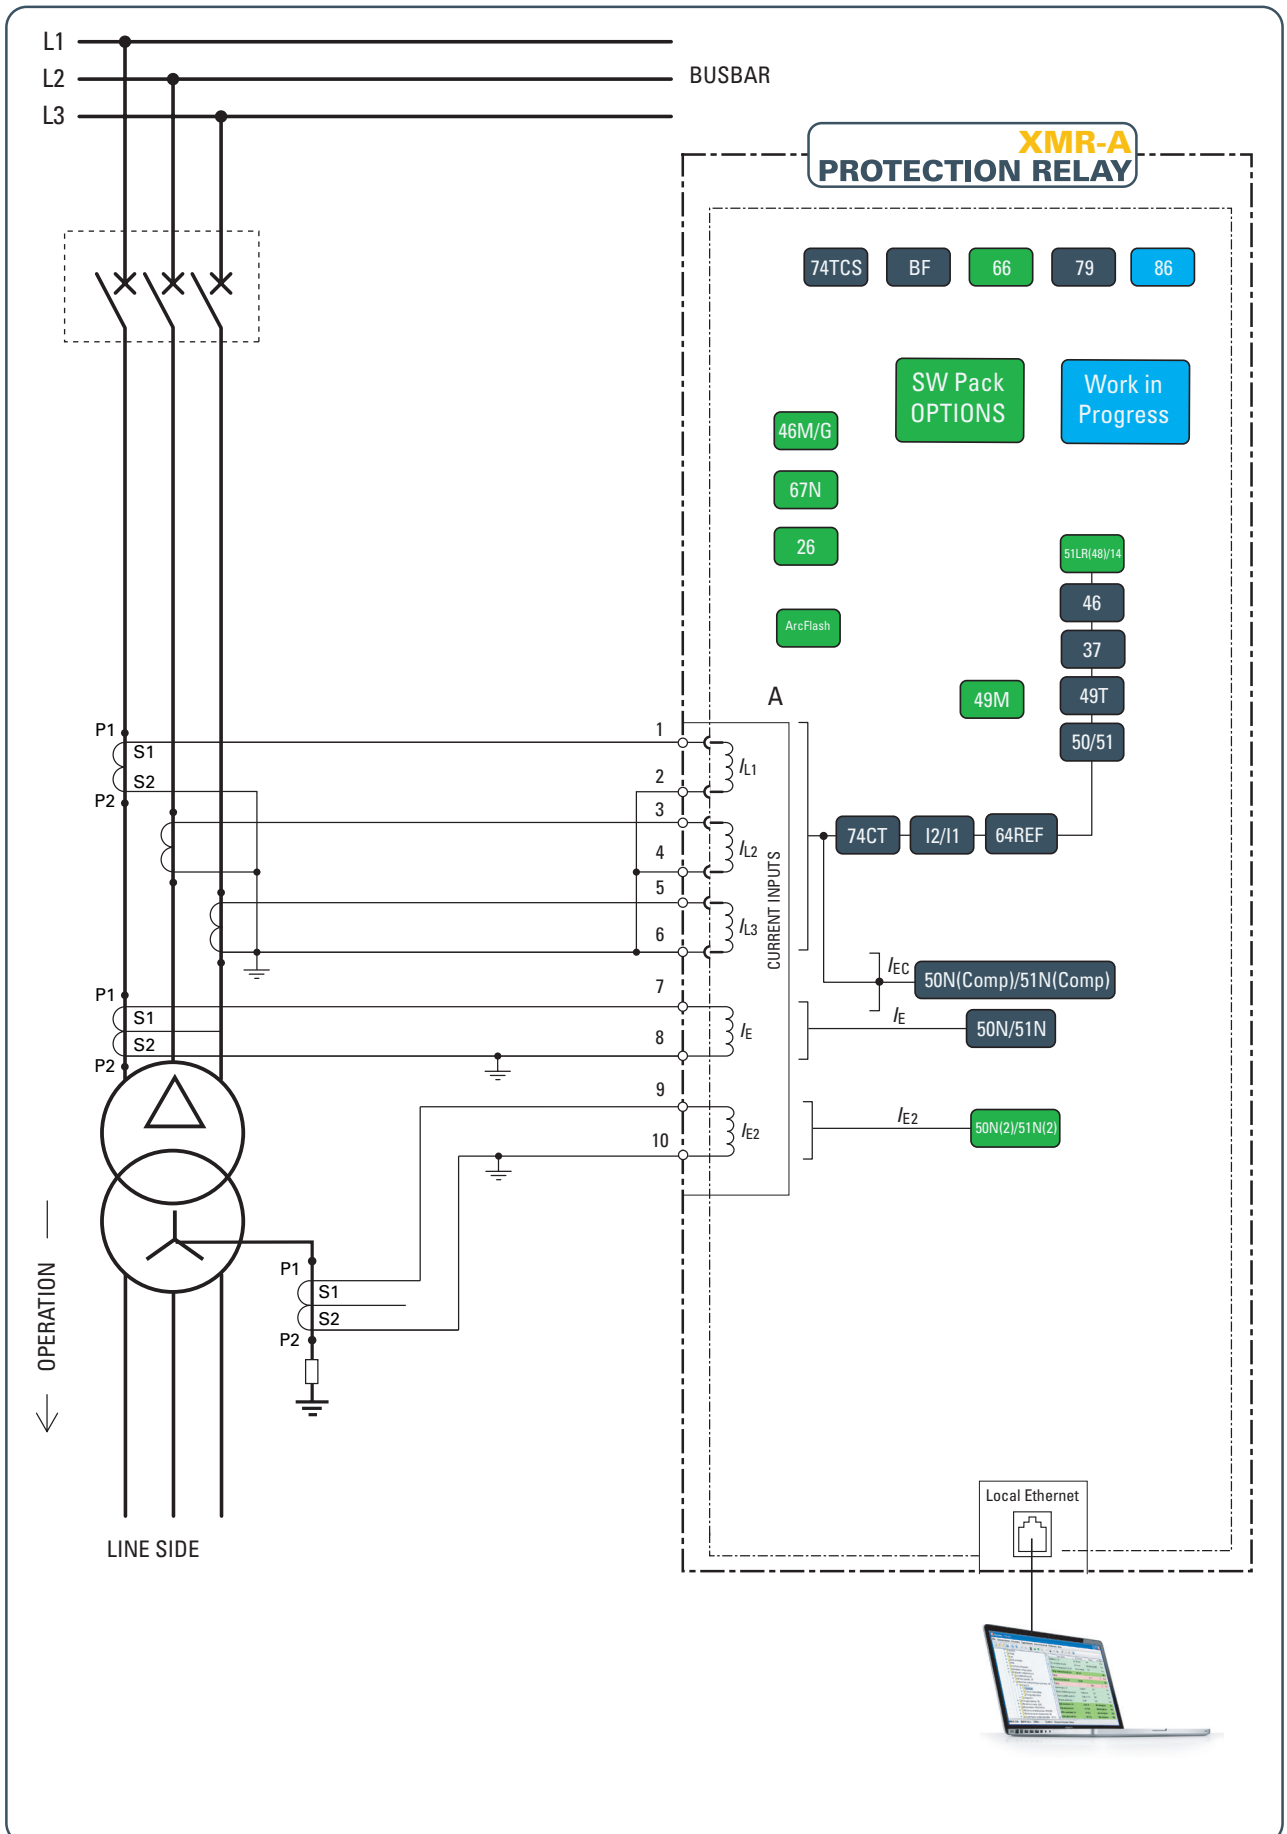 L1
L2
BUSBAR
L3
XMR-A
PROTECTION RELAY
74TCS
BF
66
79
86
SW Pack
OPTIONS
Work in
Progress
46M/G
67N
26
ArcFlash
51LR(48)/14
46
37
49T
49M
50/51
A
CURRENT INPUTS
P1
S1
S2
P2
1
2
3
4
5
6
IL1
IL2
IL3
74CT
I2/I1
64REF
IEC
50N(Comp)/51N(Comp)
P1
S1
S2
P2
7
8
IE
IE
50N/51N
9
10
IE2
IE2
50N(2)/51N(2)
OPERATION
P1
S1
S2
P2
LINE SIDE
Local Ethernet